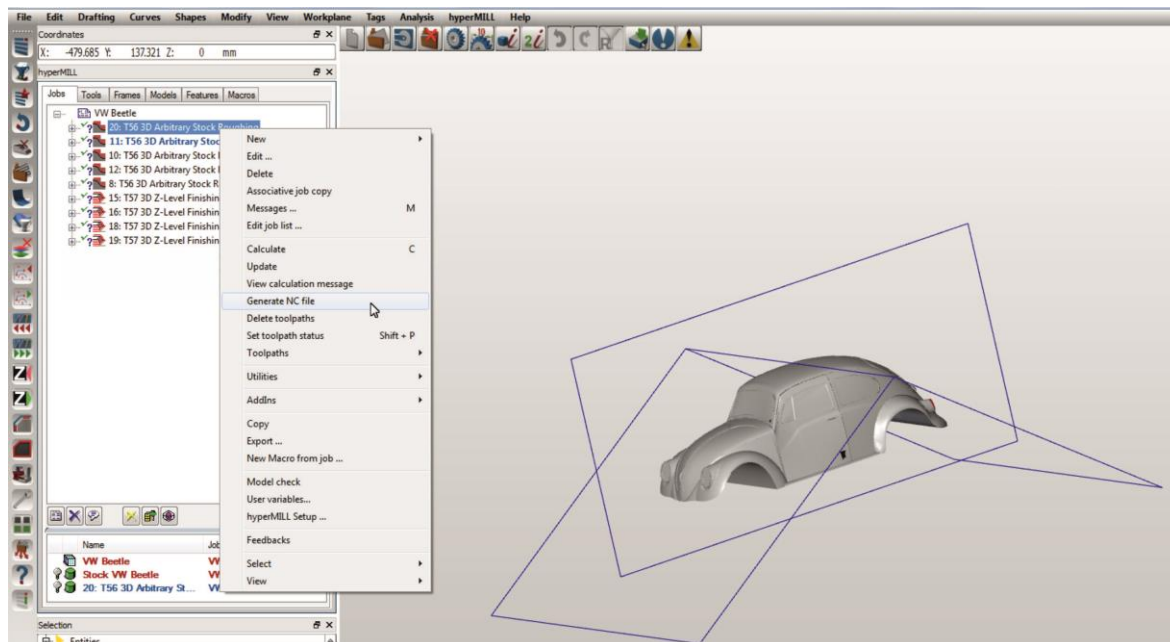 File Edit Drafting Curves Shapes Modify View Workplane Tags Analysis hyperMILL Help
Coordinates
X: -479.685 Y: 137.321 Z: 0 mm
hyperMILL
Jobs Tools Frames Models Features Macros
VW Beetle
20: T56 3D Arbitrary Stock Roughing
11: T56 3D Arbitrary Stoc
10: T56 3D Arbitrary Stock
12: T56 3D Arbitrary Stock
8: T56 3D Arbitrary Stock R
15: T57 3D Z-Level Finishin
16: T57 3D Z-Level Finishin
18: T57 3D Z-Level Finishin
19: T57 3D Z-Level Finishin
New
Edit ...
Delete
Associative job copy
Messages ... M
Edit job list ...
Calculate C
Update
View calculation message
Generate NC file
Delete toolpaths
Set toolpath status Shift + P
Toolpaths
Utilities
AddIns
Copy
Export ...
New Macro from job ...
Model check
User variables...
hyperMILL Setup ...
Feedbacks
Select
View
Name Job
VW Beetle VW
Stock VW Beetle VW
20: T56 3D Arbitrary St... VW
Selection
Entities